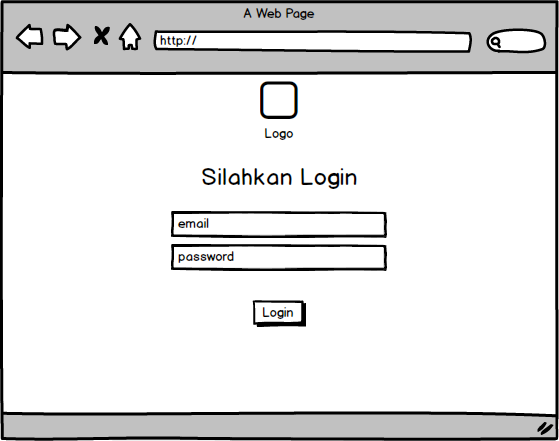 A Web Page
http://
Logo
Silahkan Login
email
password
Login